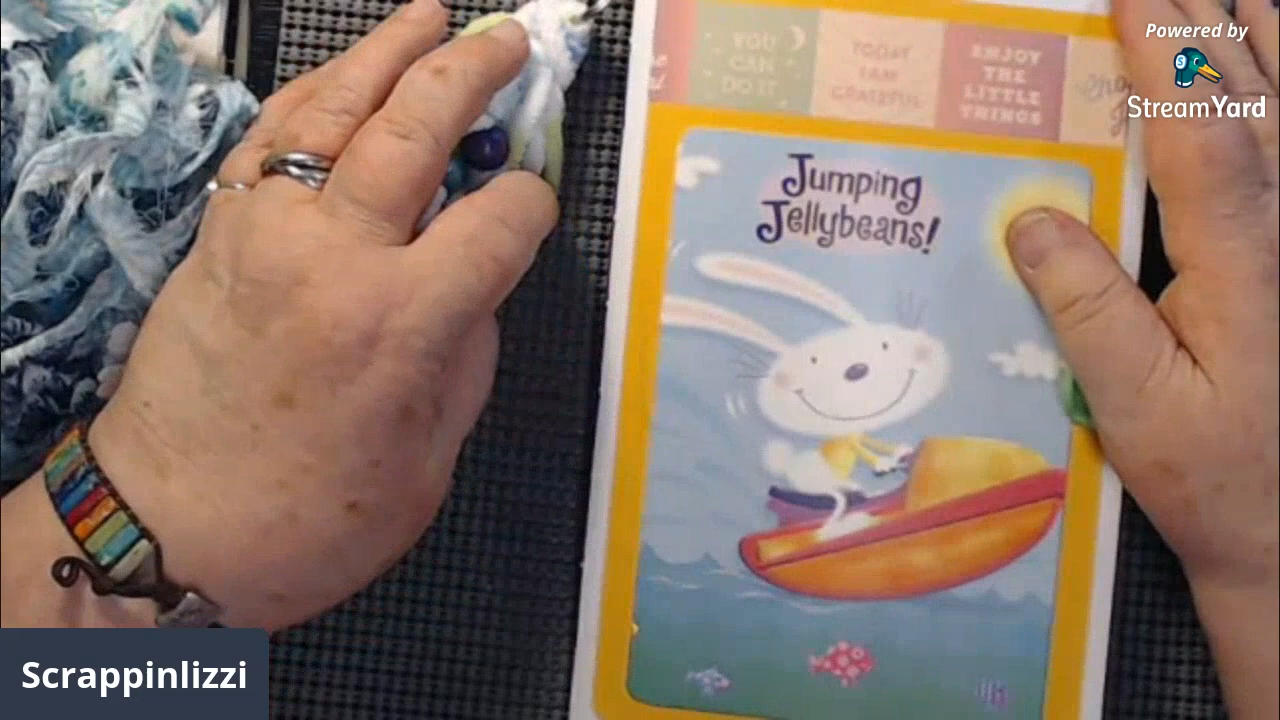 Powered by
StreamYard
YOU
CAN
DO IT
TODAY
I AM
GRATEFUL
ENJOY
THE
LITTLE
THINGS
Jumping
Jellybeans!
Scrappinlizzi